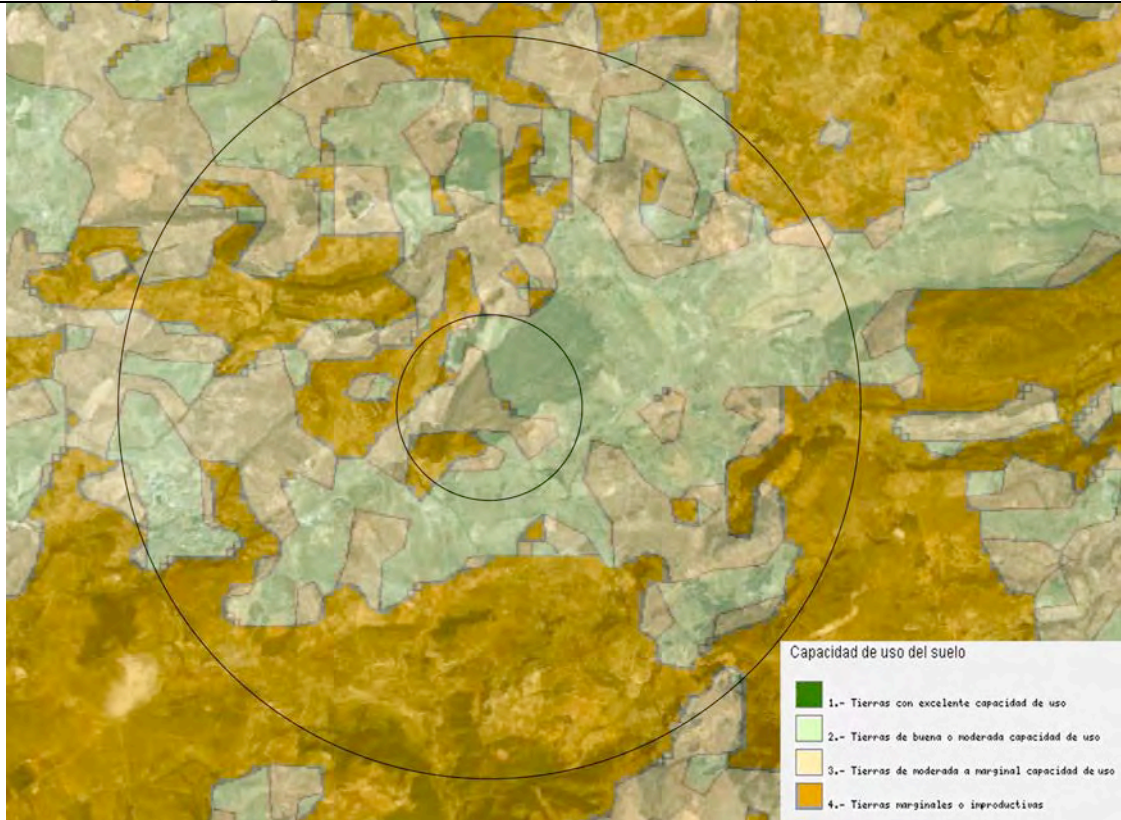 Capacidad de uso del suelo
1.- Tierras con excelente capacidad de uso
2.- Tierras de buena o moderada capacidad de uso
3.- Tierras de moderada a marginal capacidad de uso
4.- Tierras marginales o improductivas